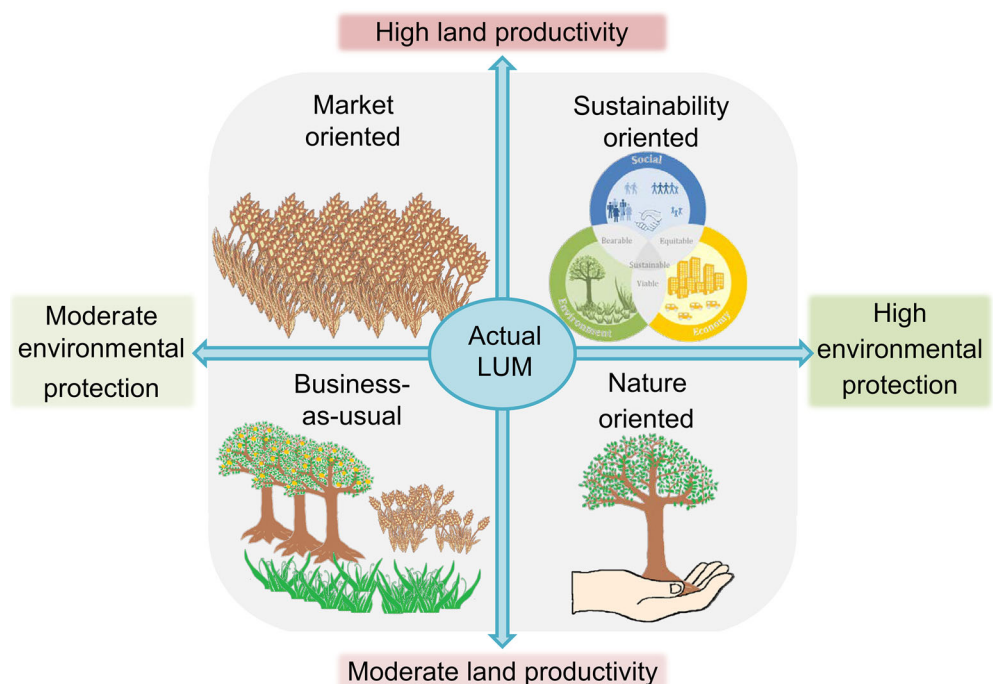 High land productivity
Market
oriented
Sustainability
oriented
Social
Bearable
Equitable
Sustainable
Viable
Environment
Economy
Moderate
environmental
protection
Actual
LUM
High
environmental
protection
Business-
as-usual
Nature
oriented
Moderate land productivity